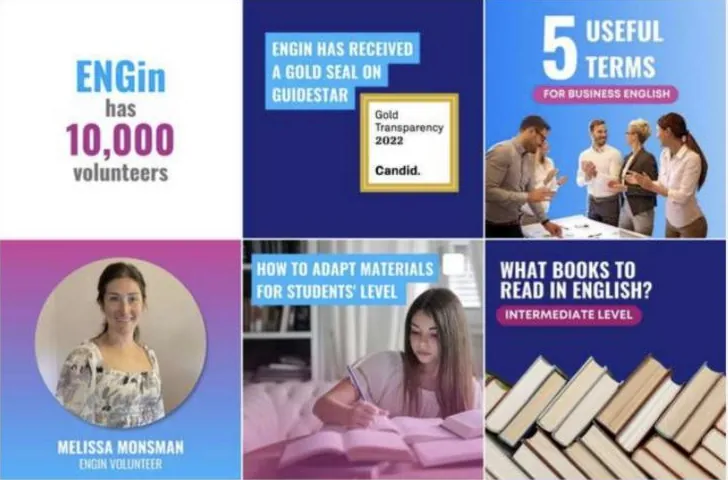 ENGin
has
10,000
volunteers
ENGIN HAS RECEIVED
A GOLD SEAL ON
GUIDESTAR
Gold
Transparency
2022
Candid.
5
USEFUL
TERMS
FOR BUSINESS ENGLISH
MELISSA MONSMAN
ENGIN VOLUNTEER
HOW TO ADAPT MATERIALS
FOR STUDENTS' LEVEL
WHAT BOOKS TO
READ IN ENGLISH?
INTERMEDIATE LEVEL